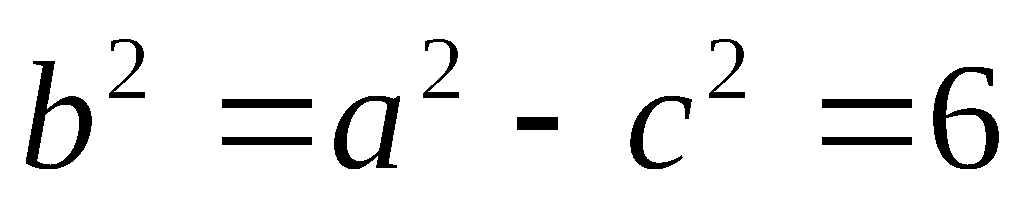 b² = a² - c² = 6